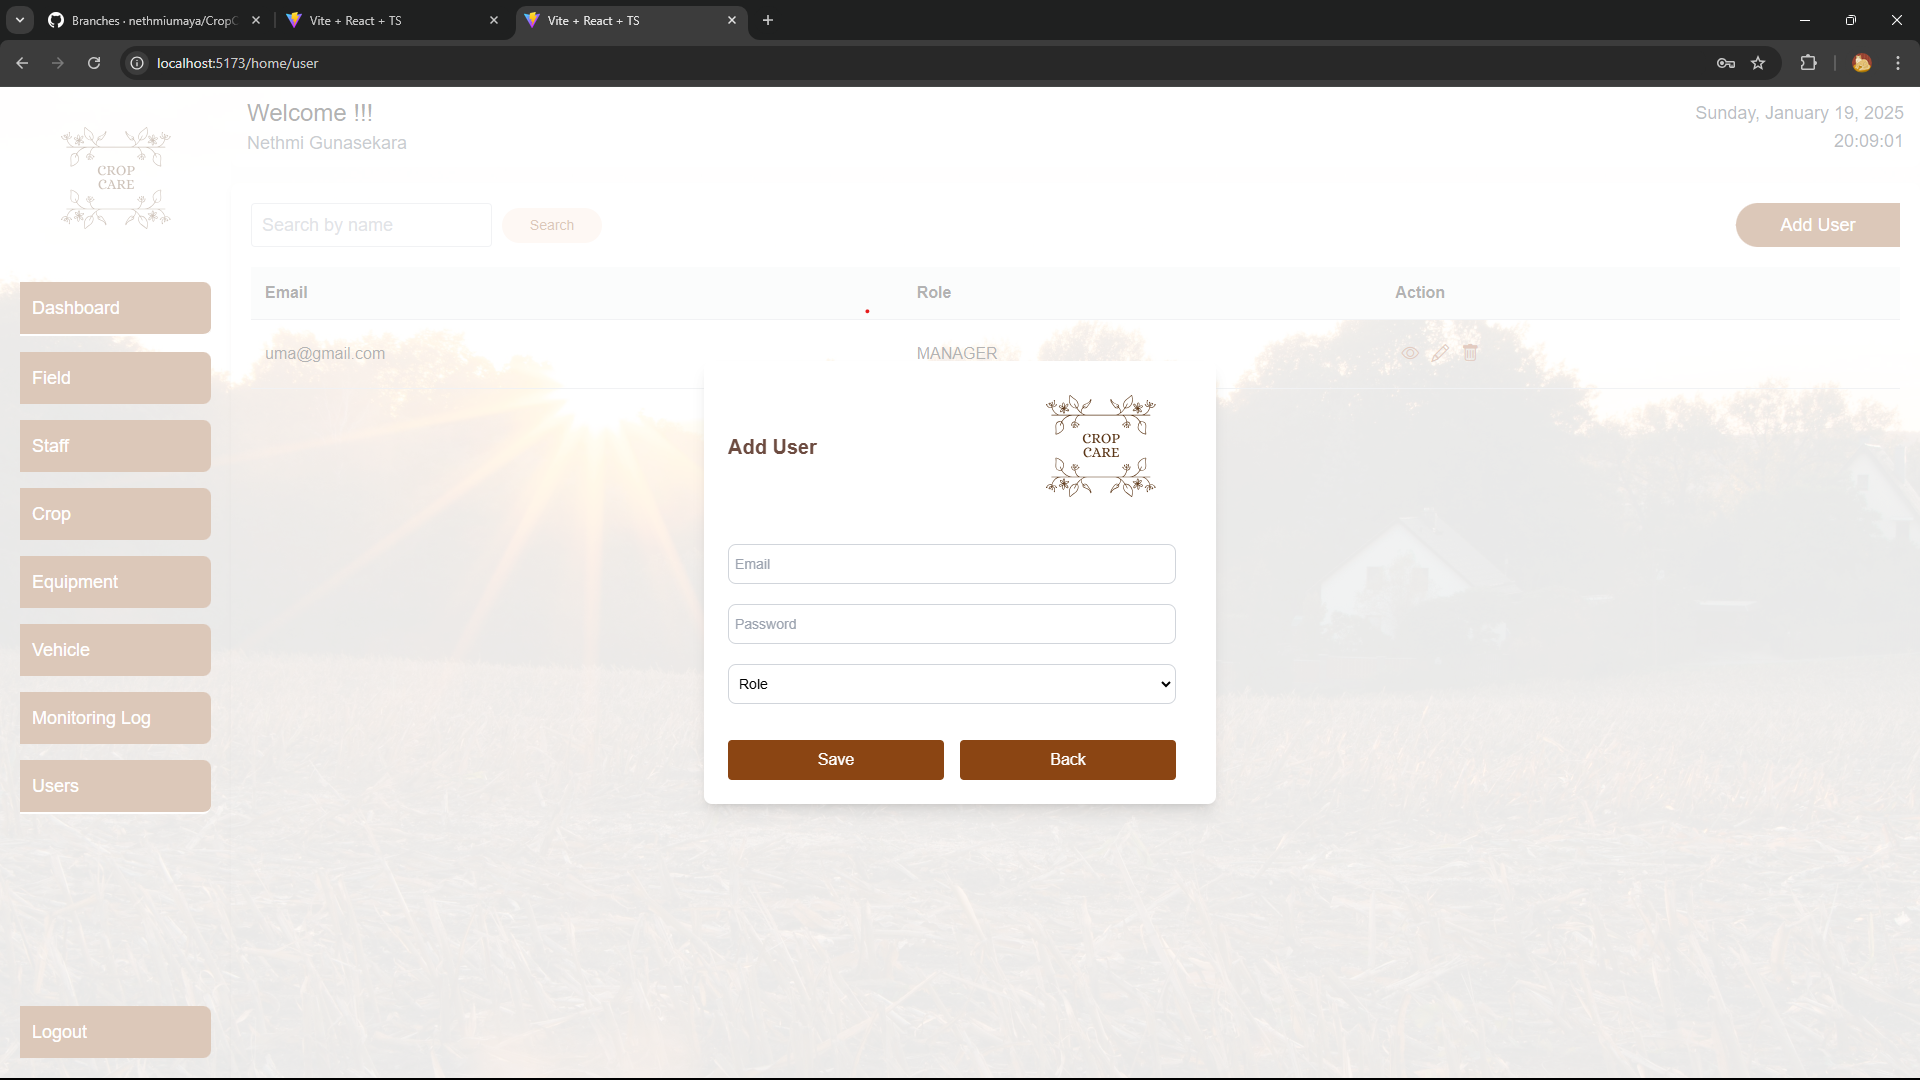 Branches · nethmiumaya/Crop
Vite + React + TS
Vite + React + TS
localhost:5173/home/user
CROP
CARE
Welcome !!!
Nethmi Gunasekara
Sunday, January 19, 2025
20:09:01
Search by name
Search
Add User
Email Role Action
uma@gmail.com MANAGER
Dashboard
Field
Staff
Crop
Equipment
Vehicle
Monitoring Log
Users
Logout
Add User
CROP
CARE
Email
Password
Role
Save Back